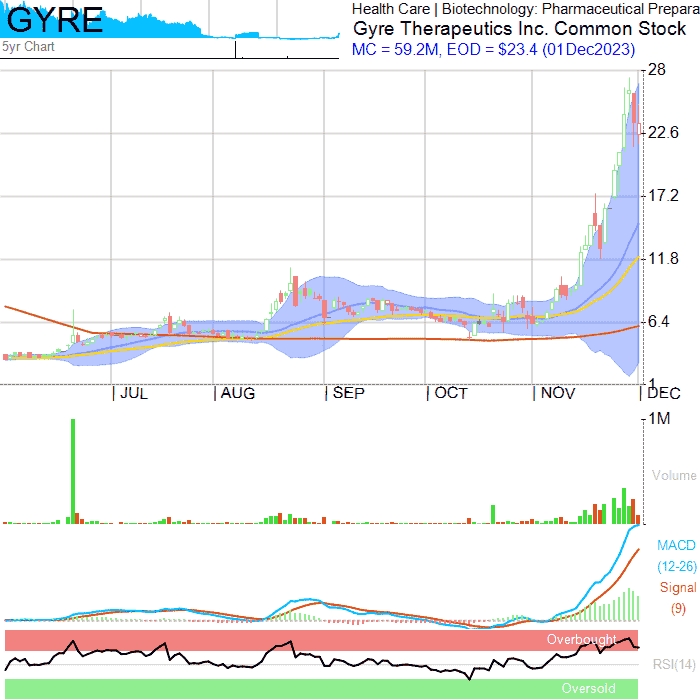 GYRE
5yr Chart
Health Care | Biotechnology: Pharmaceutical Prepara
Gyre Therapeutics Inc. Common Stock
MC = 59.2M, EOD = $23.4 (01Dec2023)
28
22.6
17.2
11.8
6.4
1
JUL AUG SEP OCT NOV DEC
1M
Volume
MACD
(12-26)
Signal
(9)
Overbought
RSI(14)
Oversold